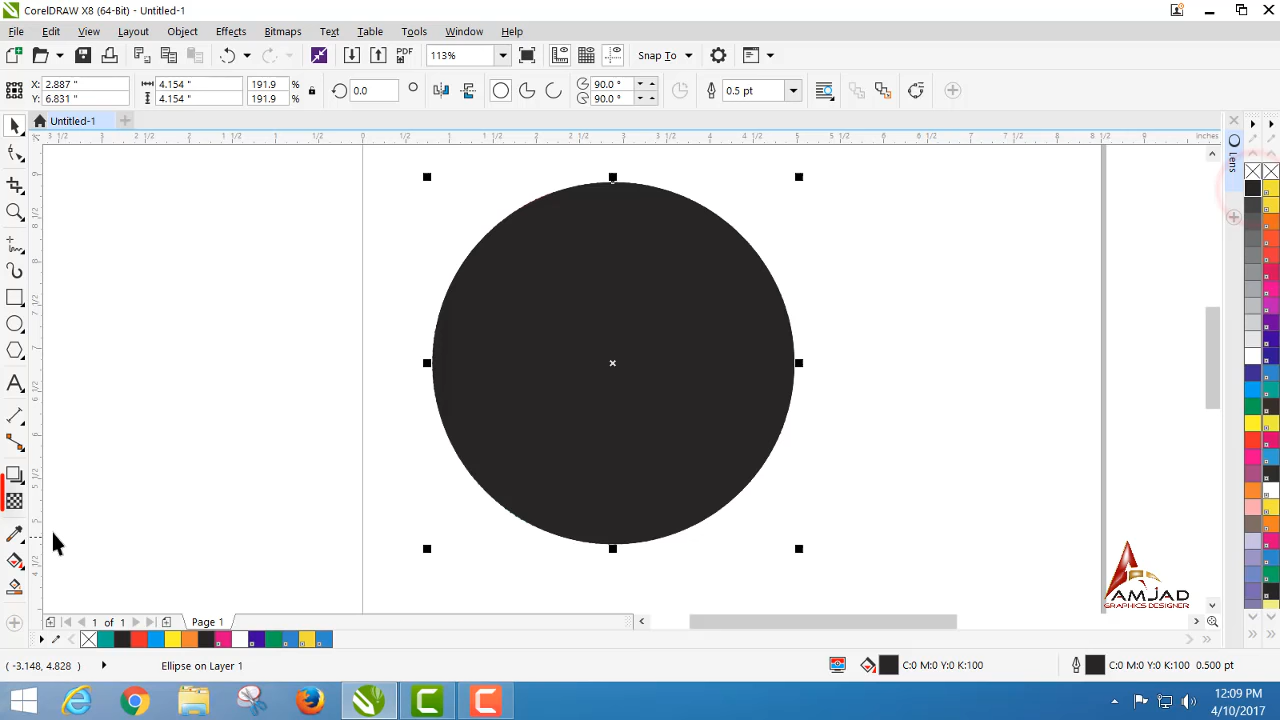 CorelDRAW X8 (64-Bit) - Untitled-1
File Edit View Layout Object Effects Bitmaps Text Table Tools Window Help
PDF 113% Snap To
X: 2.887 " 4.154 " 191.9 % 0.0 90.0 ° 0.5 pt
Y: 6.831 " 4.154 " 191.9 % 90.0 °
Untitled-1
inches
Lens
AMJAD
GRAPHICS DESIGNER
1 of 1 Page 1
( -3.148, 4.828 ) Ellipse on Layer 1 C:0 M:0 Y:0 K:100 C:0 M:0 Y:0 K:100 0.500 pt
12:09 PM
4/10/2017